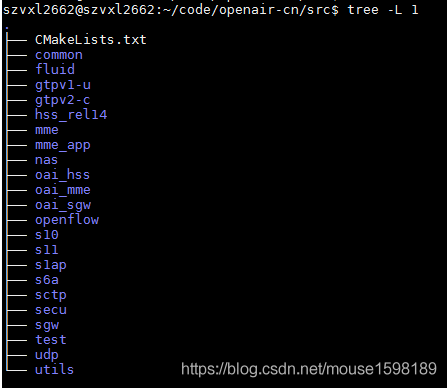 szvxl2662@szvxl2662:~/code/openair-cn/src$ tree -L 1
.
├── CMakeLists.txt
├── common
├── fluid
├── gtpv1-u
├── gtpv2-c
├── hss_rel14
├── mme
├── mme_app
├── nas
├── oai_hss
├── oai_mme
├── oai_sgw
├── openflow
├── s10
├── s11
├── s1ap
├── s6a
├── sctp
├── secu
├── sgw
├── test
├── udp
└── utils
https://blog.csdn.net/mouse1598189